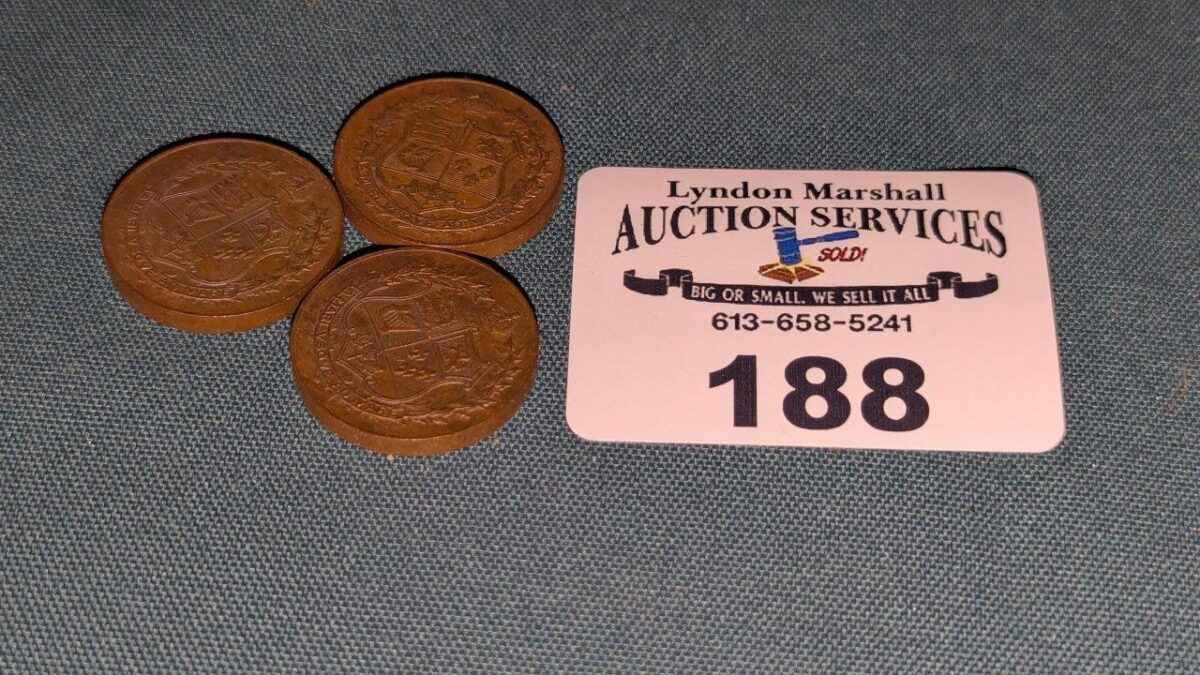 Lyndon Marshall
AUCTION SERVICES
SOLD!
BIG OR SMALL, WE SELL IT ALL
613-658-5241
188